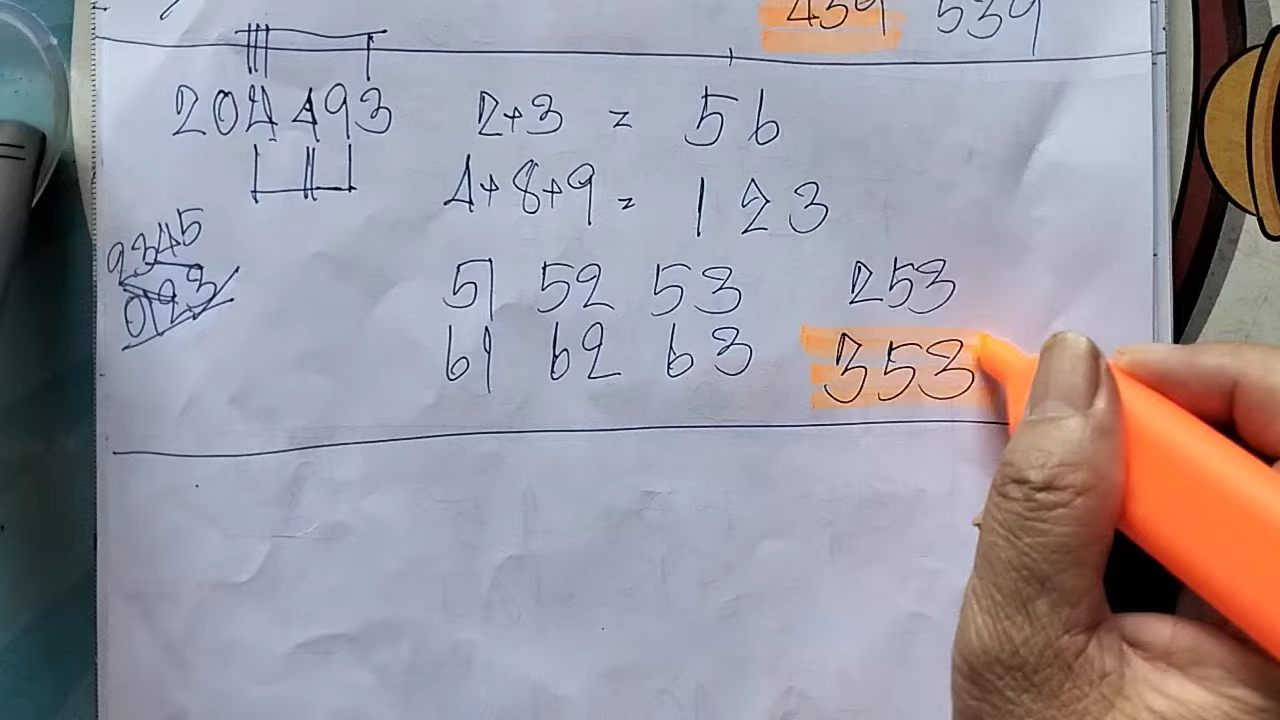 439 539
204493 2+3 = 56
4+8+9 = 123
2345
0123
51 52 53 253
61 62 63 353